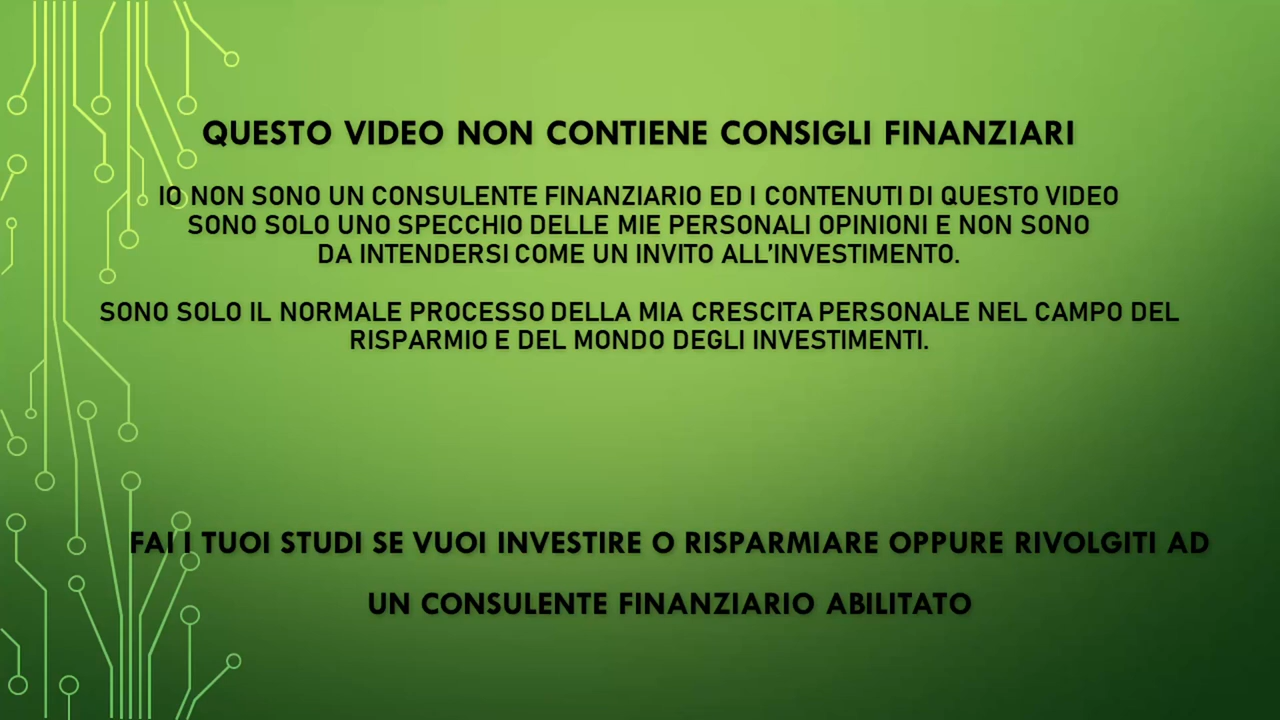 QUESTO VIDEO NON CONTIENE CONSIGLI FINANZIARI
IO NON SONO UN CONSULENTE FINANZIARIO ED I CONTENUTI DI QUESTO VIDEO
SONO SOLO UNO SPECCHIO DELLE MIE PERSONALI OPINIONI E NON SONO
DA INTENDERSI COME UN INVITO ALL'INVESTIMENTO.
SONO SOLO IL NORMALE PROCESSO DELLA MIA CRESCITA PERSONALE NEL CAMPO DEL
RISPARMIO E DEL MONDO DEGLI INVESTIMENTI.
FAI I TUOI STUDI SE VUOI INVESTIRE O RISPARMIARE OPPURE RIVOLGITI AD
UN CONSULENTE FINANZIARIO ABILITATO